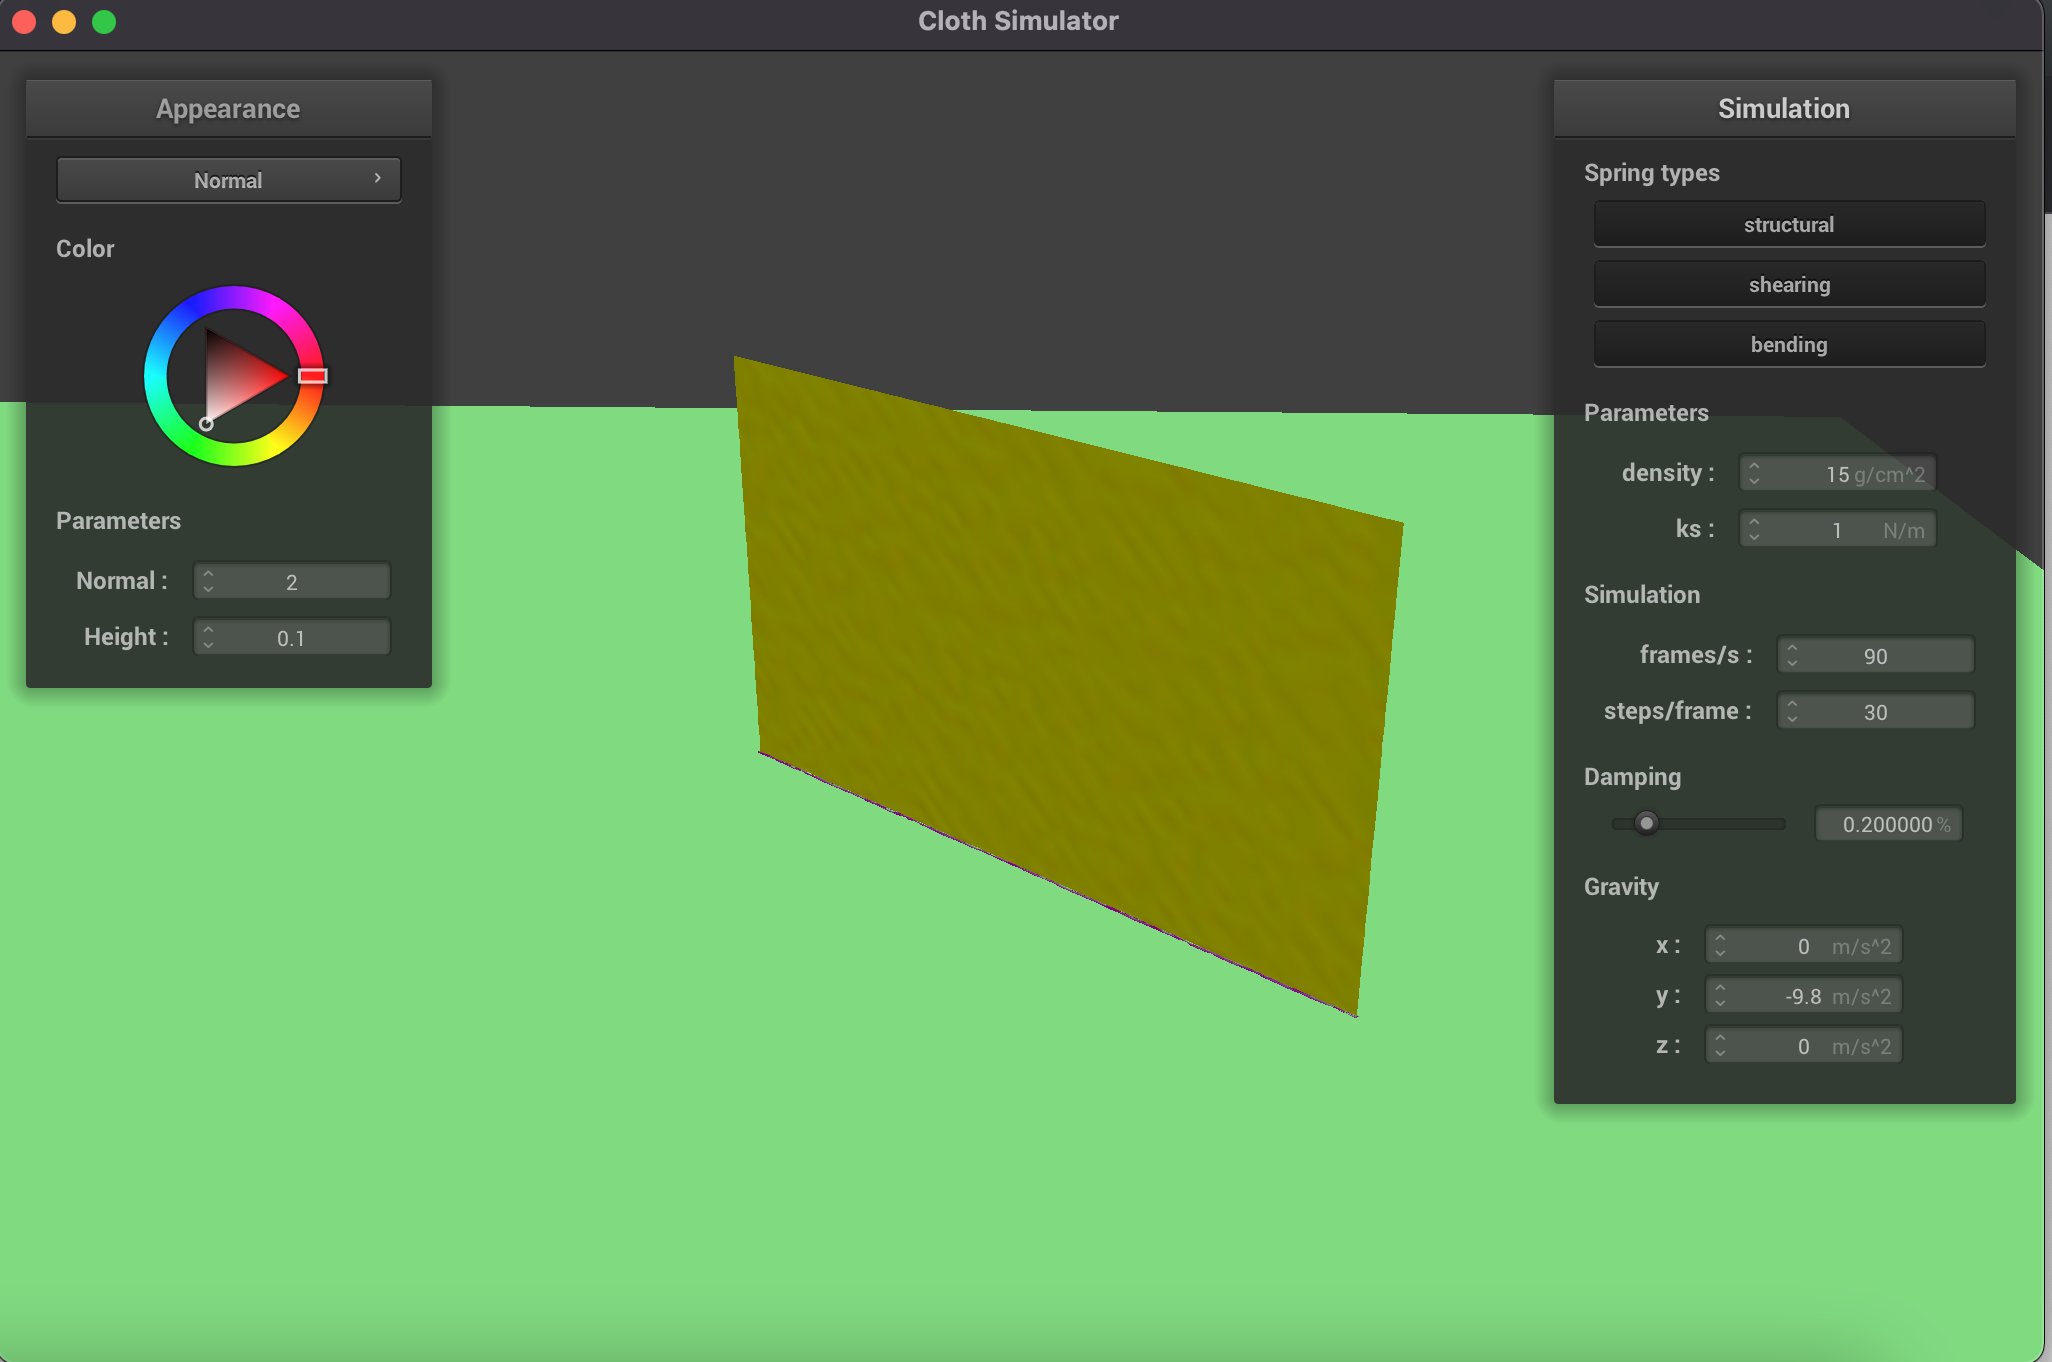 Cloth Simulator
Appearance
Normal
Color
Parameters
Normal : 2
Height : 0.1
Simulation
Spring types
structural
shearing
bending
Parameters
density : 15 g/cm^2
ks : 1 N/m
Simulation
frames/s : 90
steps/frame : 30
Damping
0.200000 %
Gravity
x : 0 m/s^2
y : -9.8 m/s^2
z : 0 m/s^2